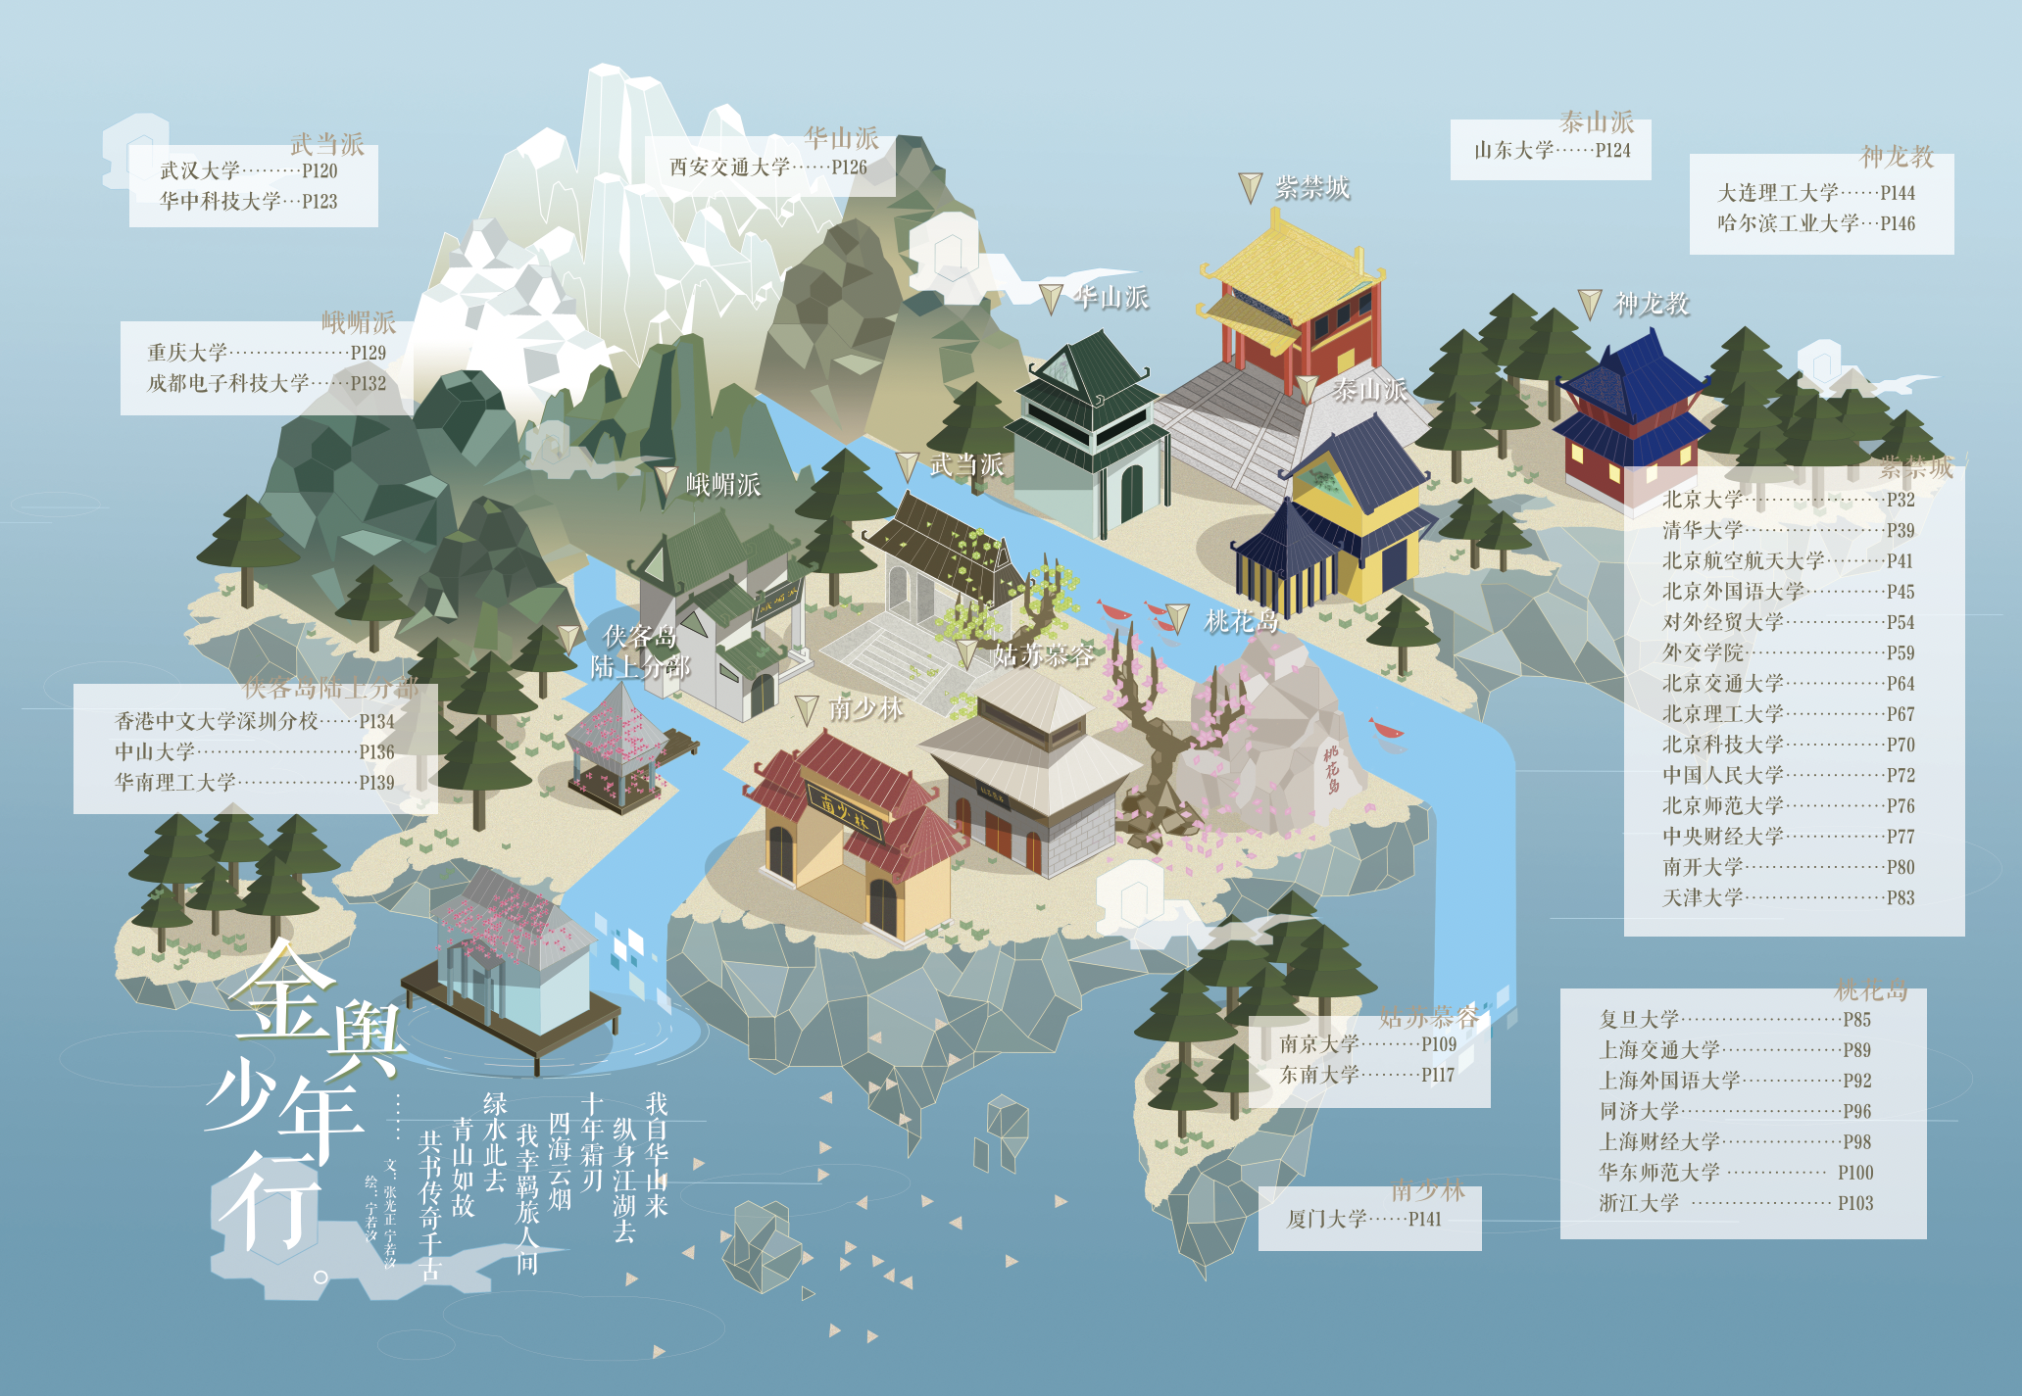 武当派
武汉大学·········P120
华中科技大学···P123
华山派
西安交通大学······P126
泰山派
山东大学······P124
神龙教
大连理工大学······P144
哈尔滨工业大学···P146
峨嵋派
重庆大学··················P129
成都电子科技大学······P132
侠客岛陆上分部
香港中文大学深圳分校······P134
中山大学························P136
华南理工大学··················P139
紫禁城
北京大学·····················P32
清华大学·····················P39
北京航空航天大学·········P41
北京外国语大学············P45
对外经贸大学···············P54
外交学院·····················P59
北京交通大学···············P64
北京理工大学···············P67
北京科技大学···············P70
中国人民大学···············P72
北京师范大学···············P76
中央财经大学···············P77
南开大学·····················P80
天津大学·····················P83
桃花岛
复旦大学························P85
上海交通大学··················P89
上海外国语大学···············P92
同济大学························P96
上海财经大学··················P98
华东师范大学 ··············· P100
浙江大学 ····················· P103
姑苏慕容
南京大学·········P109
东南大学·········P117
南少林
厦门大学······P141
紫禁城
华山派
神龙教
泰山派
武当派
峨嵋派
桃花岛
侠客岛
陆上分部
姑苏慕容
南少林
南少林
桃花岛
金舆
少年
行。
······
文：张光正 宁若汐
绘：宁若汐
我自华山来
纵身江湖去
十年霜刃
四海云烟
我幸羁旅人间
绿水此去
青山如故
共书传奇千古